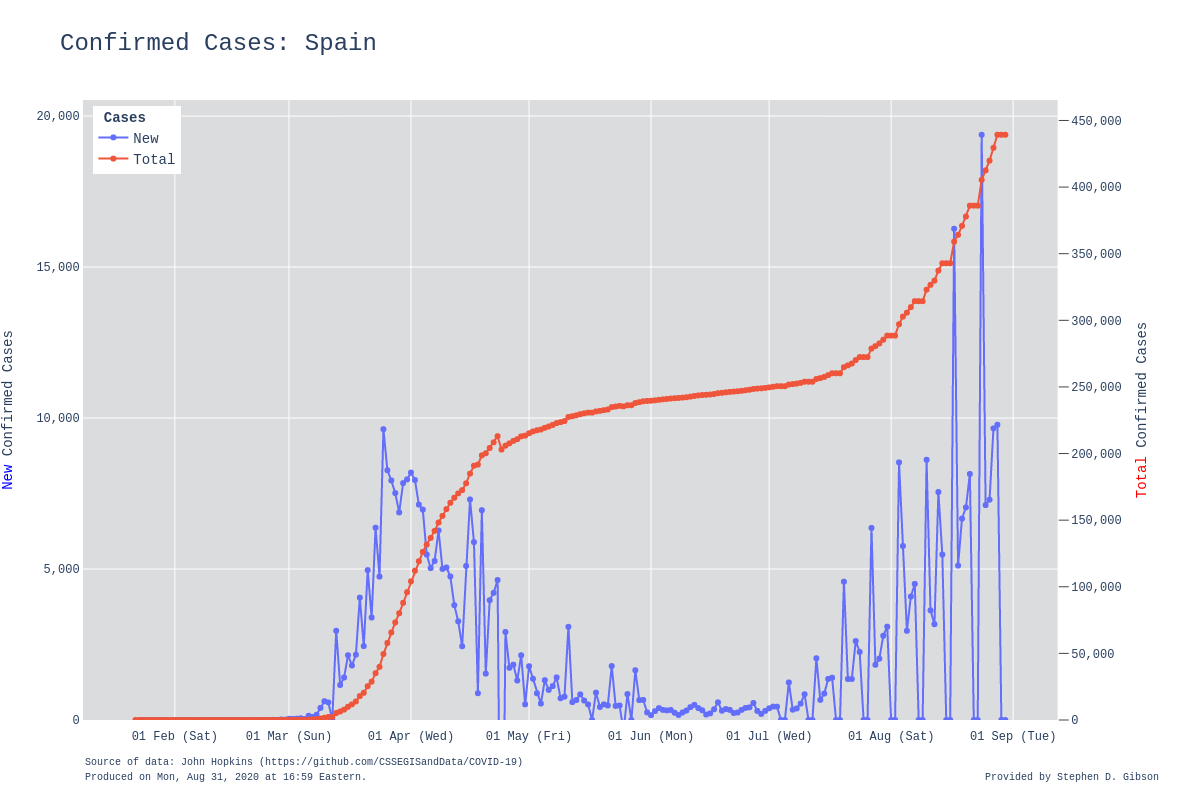 Confirmed Cases: Spain
Cases
New
Total
20,000
15,000
10,000
5,000
0
450,000
400,000
350,000
300,000
250,000
200,000
150,000
100,000
50,000
0
New Confirmed Cases
Total Confirmed Cases
01 Feb (Sat) 01 Mar (Sun) 01 Apr (Wed) 01 May (Fri) 01 Jun (Mon) 01 Jul (Wed) 01 Aug (Sat) 01 Sep (Tue)
Source of data: John Hopkins (https://github.com/CSSEGISandData/COVID-19)
Produced on Mon, Aug 31, 2020 at 16:59 Eastern.
Provided by Stephen D. Gibson